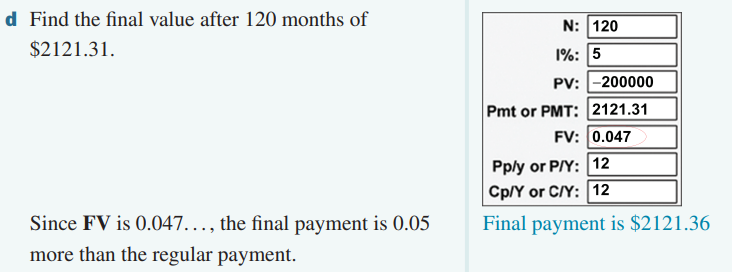 d Find the final value after 120 months of
$2121.31.
N: 120
I%: 5
PV: −200000
Pmt or PMT: 2121.31
FV: 0.047
Pp/y or P/Y: 12
Cp/Y or C/Y: 12
Since FV is 0.047..., the final payment is 0.05
more than the regular payment.
Final payment is $2121.36